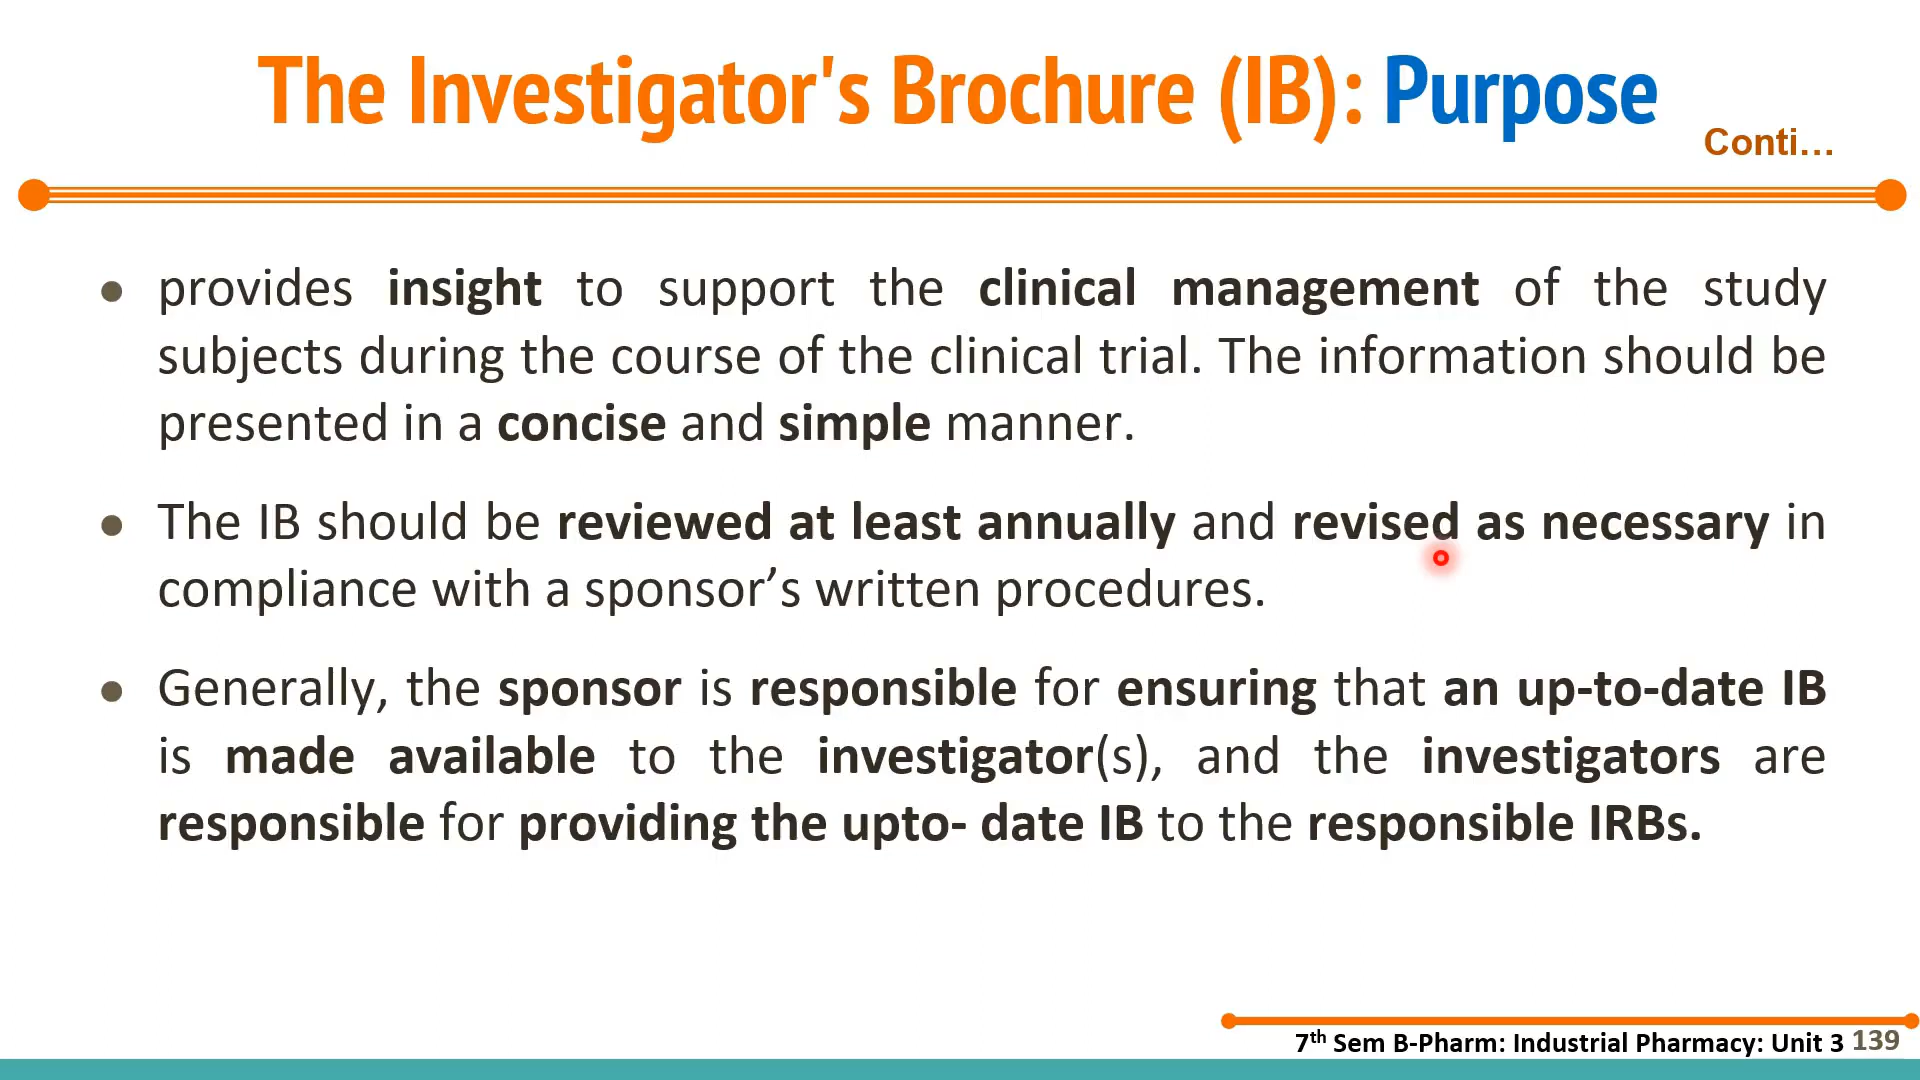 The Investigator's Brochure (IB): Purpose
Conti...
● provides insight to support the clinical management of the study
subjects during the course of the clinical trial. The information should be
presented in a concise and simple manner.
● The IB should be reviewed at least annually and revised as necessary in
compliance with a sponsor’s written procedures.
● Generally, the sponsor is responsible for ensuring that an up-to-date IB
is made available to the investigator(s), and the investigators are
responsible for providing the upto- date IB to the responsible IRBs.
7th Sem B-Pharm: Industrial Pharmacy: Unit 3 139